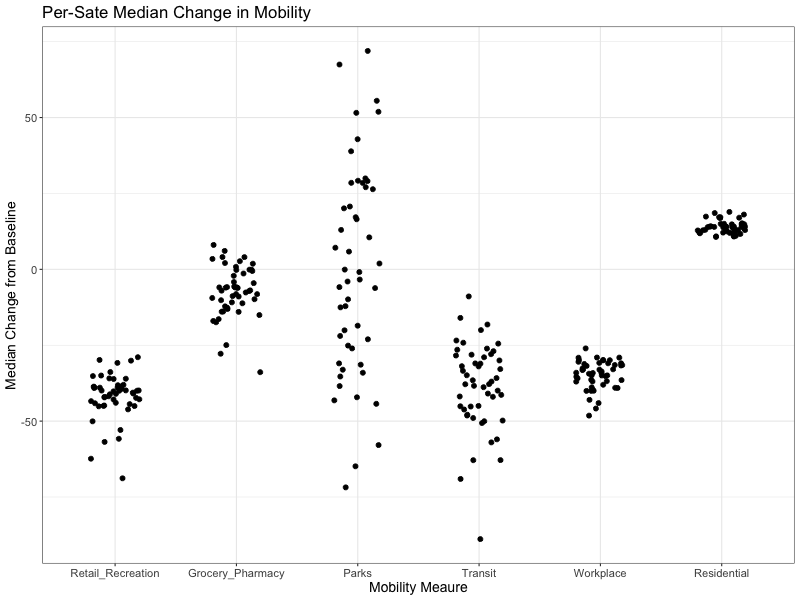 Per-Sate Median Change in Mobility
Median Change from Baseline
50
0
-50
Retail_Recreation
Grocery_Pharmacy
Parks
Transit
Workplace
Residential
Mobility Meaure